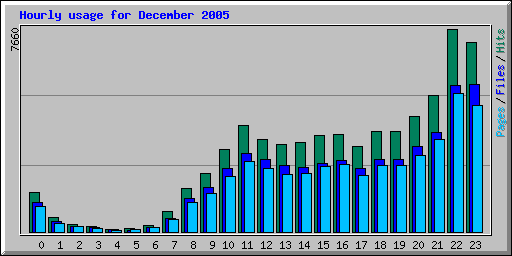 Hourly usage for December 2005
7660
Pages / Files / Hits
0 1 2 3 4 5 6 7 8 9 10 11 12 13 14 15 16 17 18 19 20 21 22 23